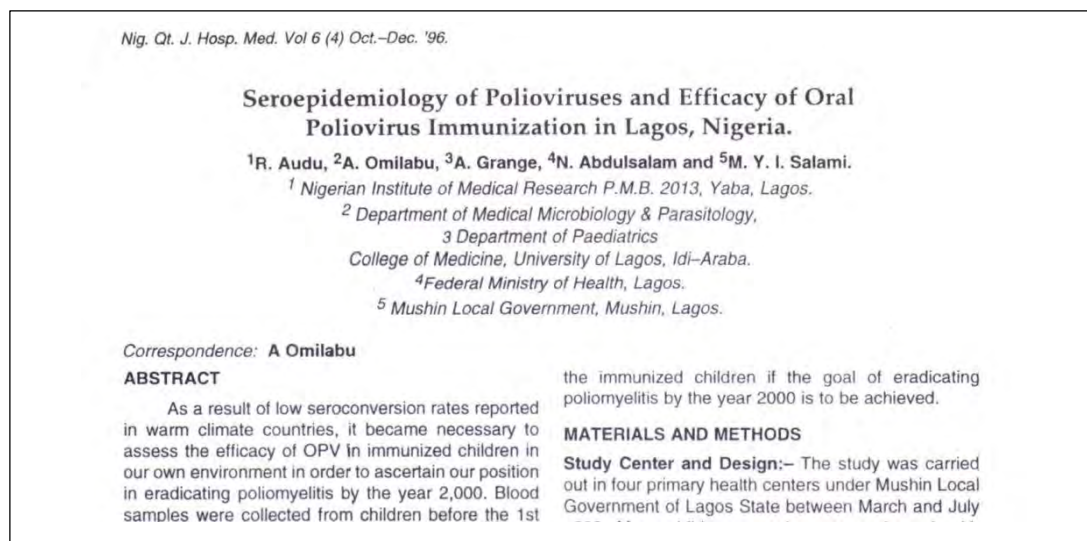 Nig. Qt. J. Hosp. Med. Vol 6 (4) Oct.–Dec. '96.
Seroepidemiology of Polioviruses and Efficacy of Oral
Poliovirus Immunization in Lagos, Nigeria.
1R. Audu, 2A. Omilabu, 3A. Grange, 4N. Abdulsalam and 5M. Y. I. Salami.
1 Nigerian Institute of Medical Research P.M.B. 2013, Yaba, Lagos.
2 Department of Medical Microbiology & Parasitology,
3 Department of Paediatrics
College of Medicine, University of Lagos, Idi–Araba.
4Federal Ministry of Health, Lagos.
5 Mushin Local Government, Mushin, Lagos.
Correspondence: A Omilabu
ABSTRACT
As a result of low seroconversion rates reported
in warm climate countries, it became necessary to
assess the efficacy of OPV in immunized children in
our own environment in order to ascertain our position
in eradicating poliomyelitis by the year 2,000. Blood
samples were collected from children before the 1st
the immunized children if the goal of eradicating
poliomyelitis by the year 2000 is to be achieved.
MATERIALS AND METHODS
Study Center and Design:– The study was carried
out in four primary health centers under Mushin Local
Government of Lagos State between March and July